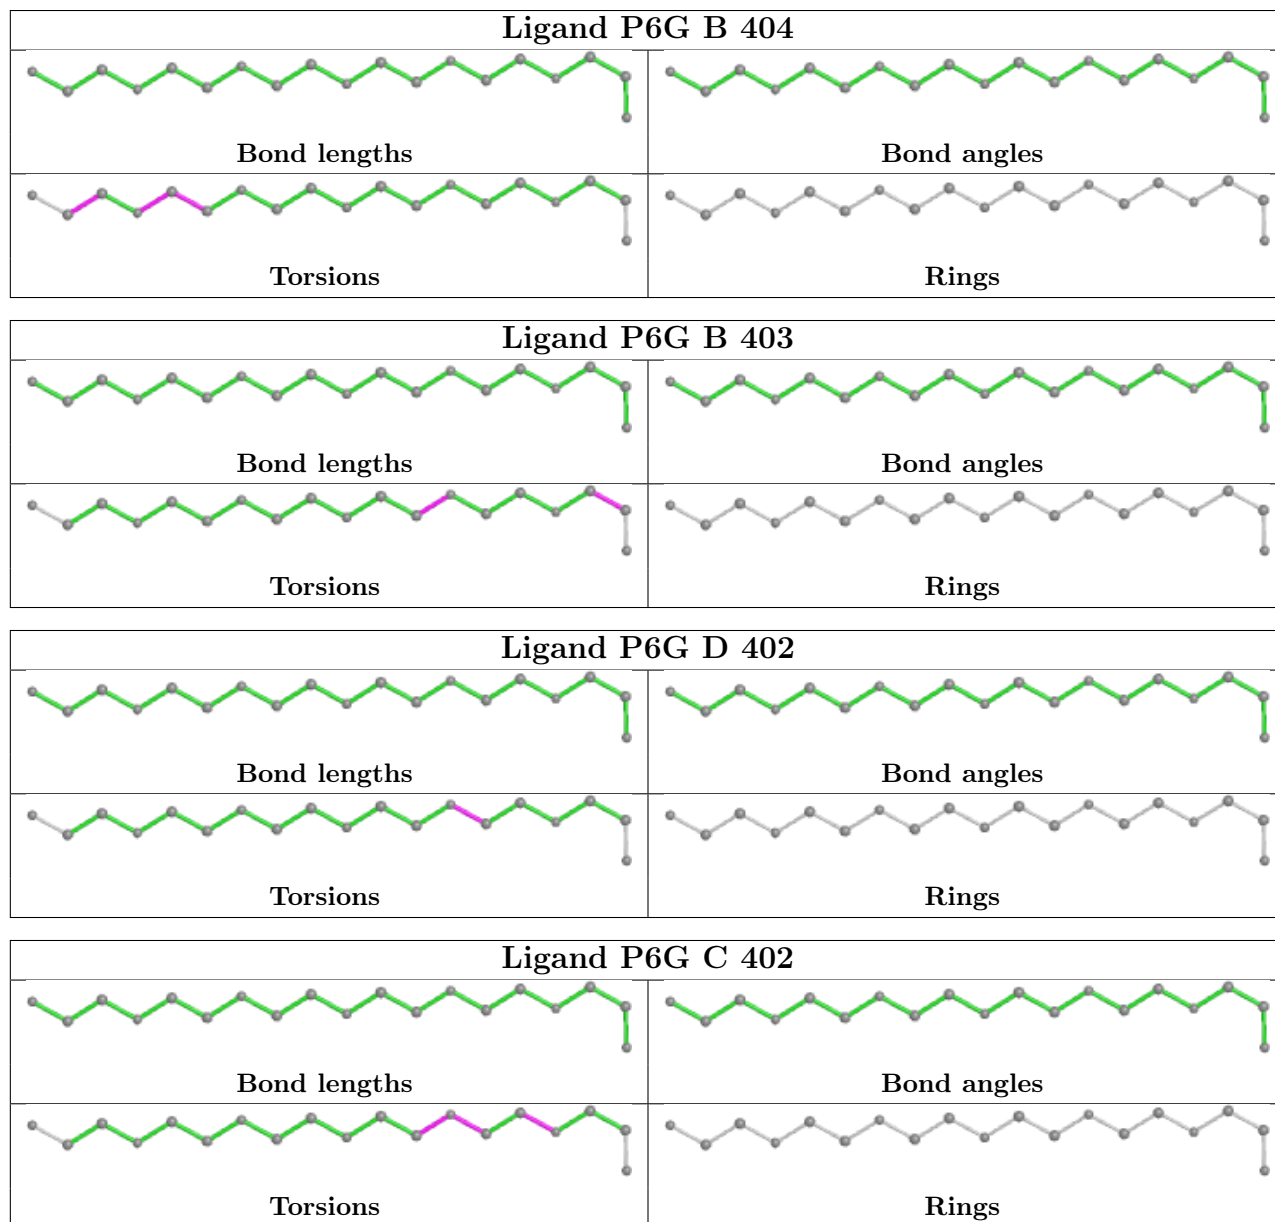 Ligand P6G B 404
Bond lengths
Bond angles
Torsions
Rings
Ligand P6G B 403
Bond lengths
Bond angles
Torsions
Rings
Ligand P6G D 402
Bond lengths
Bond angles
Torsions
Rings
Ligand P6G C 402
Bond lengths
Bond angles
Torsions
Rings